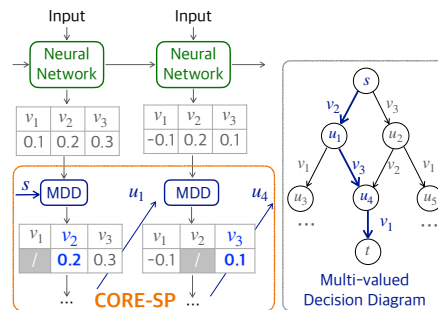 Input Input
Neural Network Neural Network
v1 v2 v3
0.1 0.2 0.3
v1 v2 v3
-0.1 0.2 0.1
s MDD u1 MDD u4
v1 v2 v3
/ 0.2 0.3
v1 v2 v3
-0.1 / 0.1
... CORE-SP ...
s
v2 v3
u1 u2
v1 v3 v2 v1
u3 u4 u5
... v1 ...
t
Multi-valued
Decision Diagram